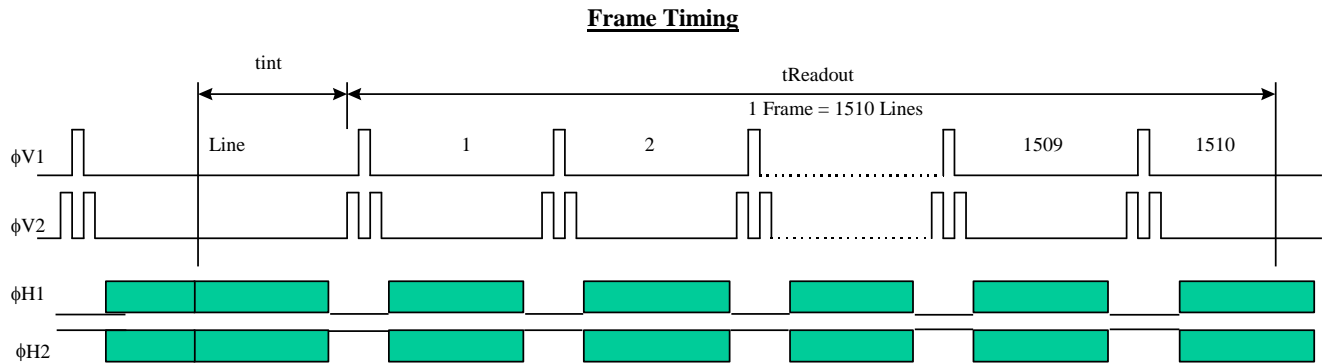 Frame Timing
tint
tReadout
1 Frame = 1510 Lines
ϕV1
Line
1
2
1509
1510
ϕV2
ϕH1
ϕH2